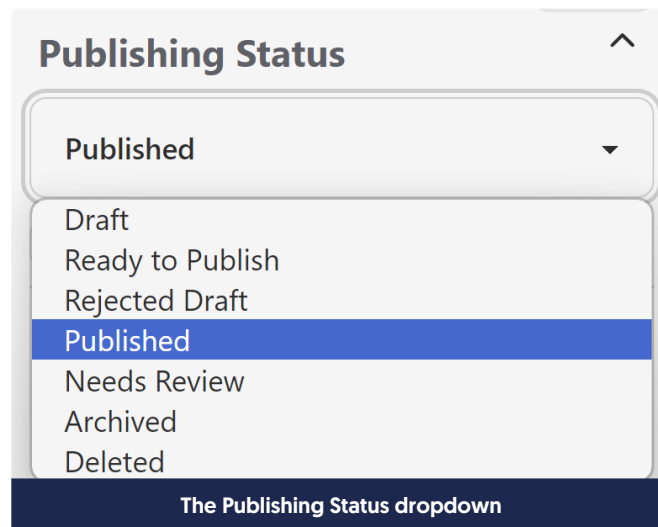 Publishing Status
Published
Draft
Ready to Publish
Rejected Draft
Published
Needs Review
Archived
Deleted
The Publishing Status dropdown